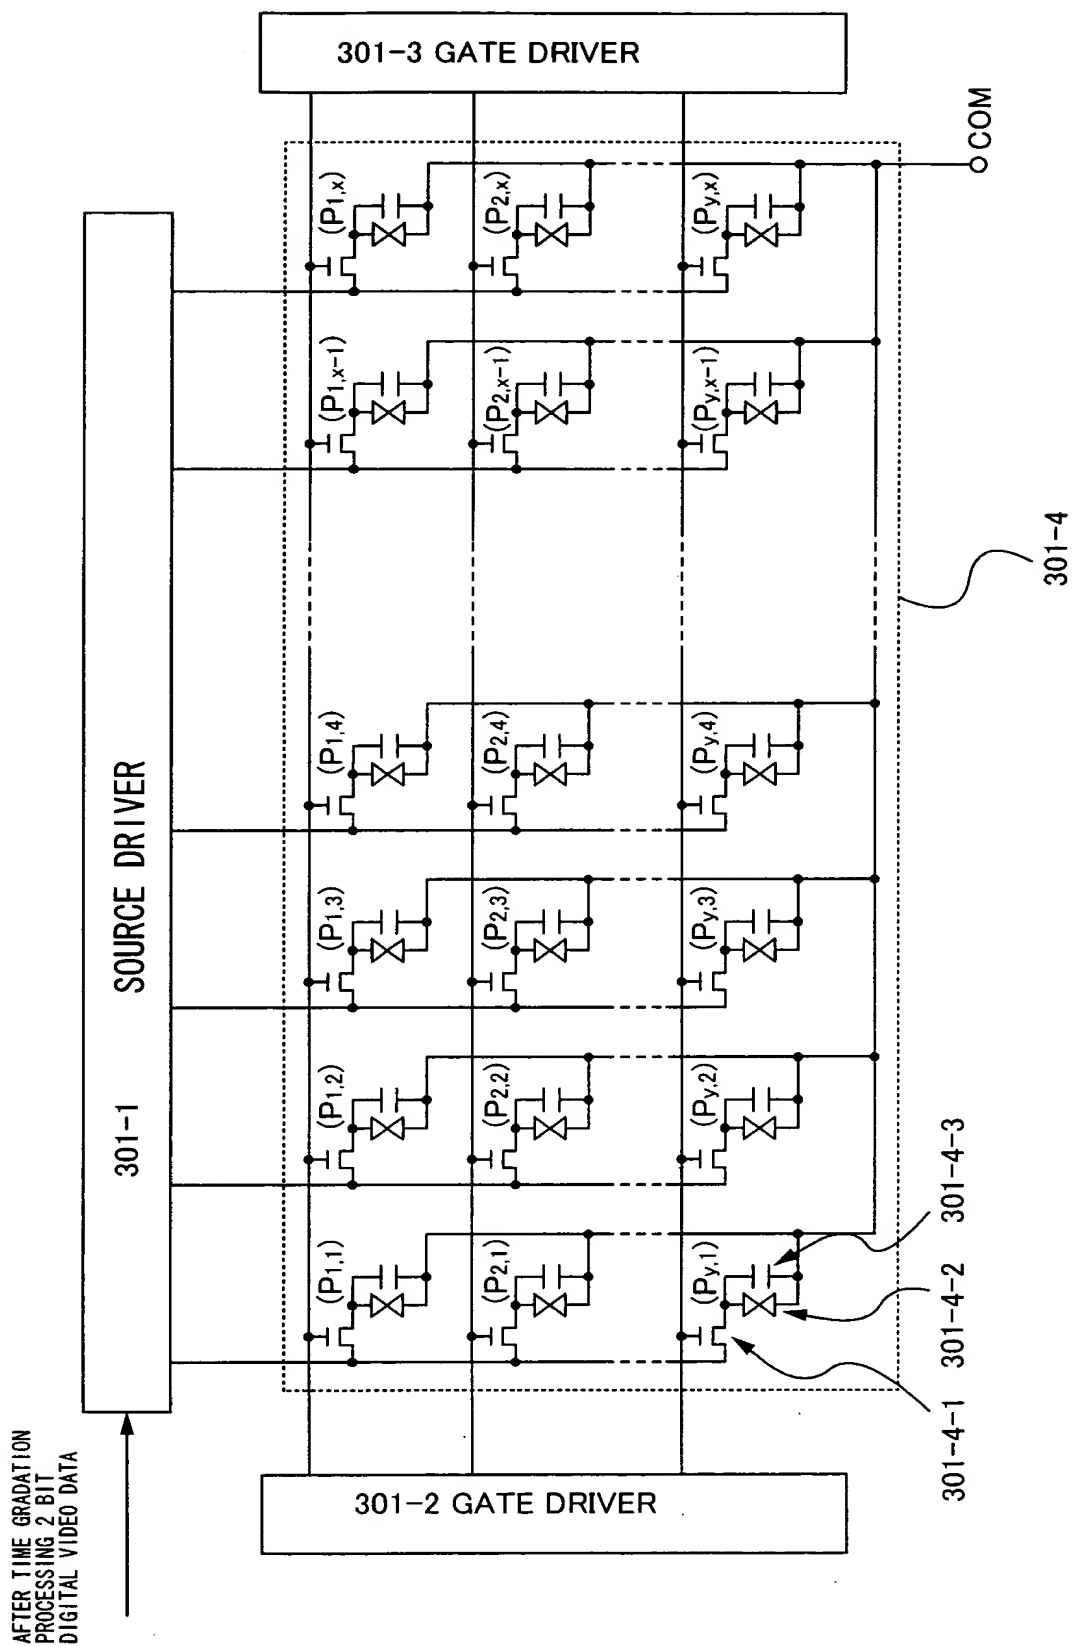 AFTER TIME GRADATION
PROCESSING 2 BIT
DIGITAL VIDEO DATA
301-1 SOURCE DRIVER
301-2 GATE DRIVER
301-3 GATE DRIVER
(P1,1)
(P1,2)
(P1,3)
(P1,4)
(P1,x-1)
(P1,x)
(P2,1)
(P2,2)
(P2,3)
(P2,4)
(P2,x-1)
(P2,x)
(Py,1)
(Py,2)
(Py,3)
(Py,4)
(Py,x-1)
(Py,x)
COM
301-4-1
301-4-2
301-4-3
301-4